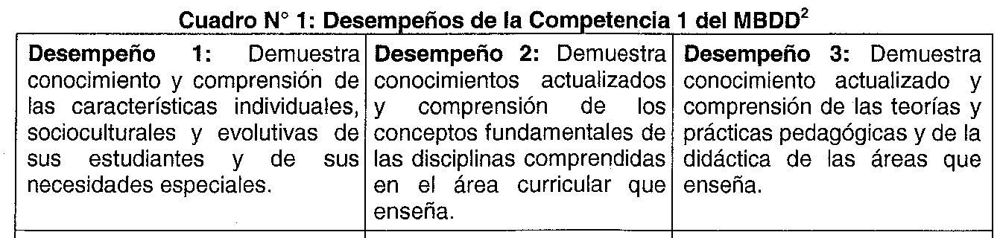 Cuadro N° 1: Desempeños de la Competencia 1 del MBDD²
Desempeño 1: Demuestra
conocimiento y comprensión de
las características individuales,
socioculturales y evolutivas de
sus estudiantes y de sus
necesidades especiales.
Desempeño 2: Demuestra
conocimientos actualizados
y comprensión de los
conceptos fundamentales de
las disciplinas comprendidas
en el área curricular que
enseña.
Desempeño 3: Demuestra
conocimiento actualizado y
comprensión de las teorías y
prácticas pedagógicas y de la
didáctica de las áreas que
enseña.